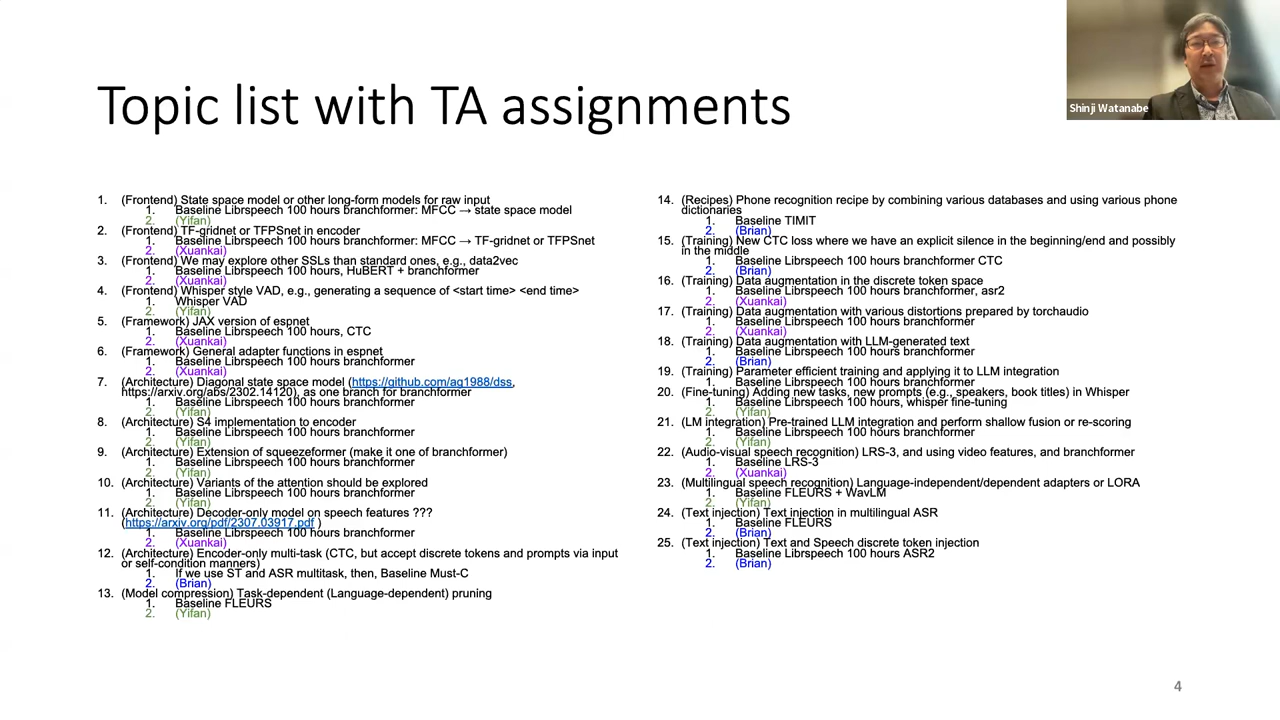 Shinji Watanabe
Topic list with TA assignments
1. (Frontend) State space model or other long-form models for raw input
1. Baseline Librspeech 100 hours branchformer: MFCC → state space model
2. (Yifan)
2. (Frontend) TF-gridnet or TFPSnet in encoder
1. Baseline Librspeech 100 hours branchformer: MFCC → TF-gridnet or TFPSnet
2. (Xuankai)
3. (Frontend) We may explore other SSLs than standard ones, e.g., data2vec
1. Baseline Librspeech 100 hours, HuBERT + branchformer
2. (Xuankai)
4. (Frontend) Whisper style VAD, e.g., generating a sequence of <start time> <end time>
1. Whisper VAD
2. (Yifan)
5. (Framework) JAX version of espnet
1. Baseline Librspeech 100 hours, CTC
2. (Xuankai)
6. (Framework) General adapter functions in espnet
1. Baseline Librspeech 100 hours branchformer
2. (Xuankai)
7. (Architecture) Diagonal state space model (https://github.com/ag1988/dss,
https://arxiv.org/abs/2302.14120), as one branch for branchformer
1. Baseline Librspeech 100 hours branchformer
2. (Yifan)
8. (Architecture) S4 implementation to encoder
1. Baseline Librspeech 100 hours branchformer
2. (Yifan)
9. (Architecture) Extension of squeezeformer (make it one of branchformer)
1. Baseline Librspeech 100 hours branchformer
2. (Yifan)
10. (Architecture) Variants of the attention should be explored
1. Baseline Librspeech 100 hours branchformer
2. (Yifan)
11. (Architecture) Decoder-only model on speech features ???
(https://arxiv.org/pdf/2307.03917.pdf )
1. Baseline Librspeech 100 hours branchformer
2. (Xuankai)
12. (Architecture) Encoder-only multi-task (CTC, but accept discrete tokens and prompts via input
or self-condition manners)
1. If we use ST and ASR multitask, then, Baseline Must-C
2. (Brian)
13. (Model compression) Task-dependent (Language-dependent) pruning
1. Baseline FLEURS
2. (Yifan)
14. (Recipes) Phone recognition recipe by combining various databases and using various phone
dictionaries
1. Baseline TIMIT
2. (Brian)
15. (Training) New CTC loss where we have an explicit silence in the beginning/end and possibly
in the middle
1. Baseline Librspeech 100 hours branchformer CTC
2. (Brian)
16. (Training) Data augmentation in the discrete token space
1. Baseline Librspeech 100 hours branchformer, asr2
2. (Xuankai)
17. (Training) Data augmentation with various distortions prepared by torchaudio
1. Baseline Librspeech 100 hours branchformer
2. (Xuankai)
18. (Training) Data augmentation with LLM-generated text
1. Baseline Librspeech 100 hours branchformer
2. (Brian)
19. (Training) Parameter efficient training and applying it to LLM integration
1. Baseline Librspeech 100 hours branchformer
20. (Fine-tuning) Adding new tasks, new prompts (e.g., speakers, book titles) in Whisper
1. Baseline Librspeech 100 hours, whisper fine-tuning
2. (Yifan)
21. (LM integration) Pre-trained LLM integration and perform shallow fusion or re-scoring
1. Baseline Librspeech 100 hours branchformer
2. (Yifan)
22. (Audio-visual speech recognition) LRS-3, and using video features, and branchformer
1. Baseline LRS-3
2. (Xuankai)
23. (Multilingual speech recognition) Language-independent/dependent adapters or LORA
1. Baseline FLEURS + WavLM
2. (Yifan)
24. (Text injection) Text injection in multilingual ASR
1. Baseline FLEURS
2. (Brian)
25. (Text injection) Text and Speech discrete token injection
1. Baseline Librspeech 100 hours ASR2
2. (Brian)
4